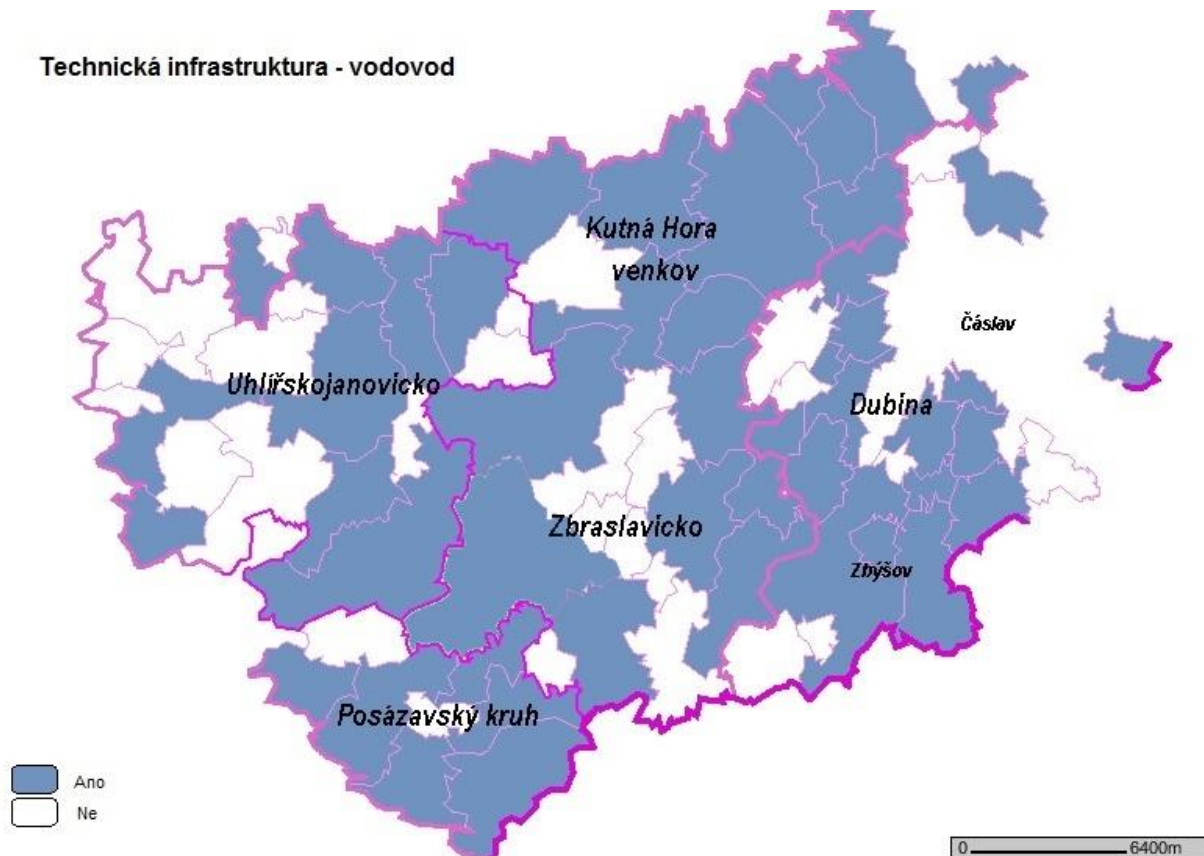 Technická infrastruktura - vodovod
Kutná Hora
venkov
Čáslav
Uhlířskojanovicko
Dubina
Zbraslavicko
Zbýšov
Posázavský kruh
Ano
Ne
0 6400m